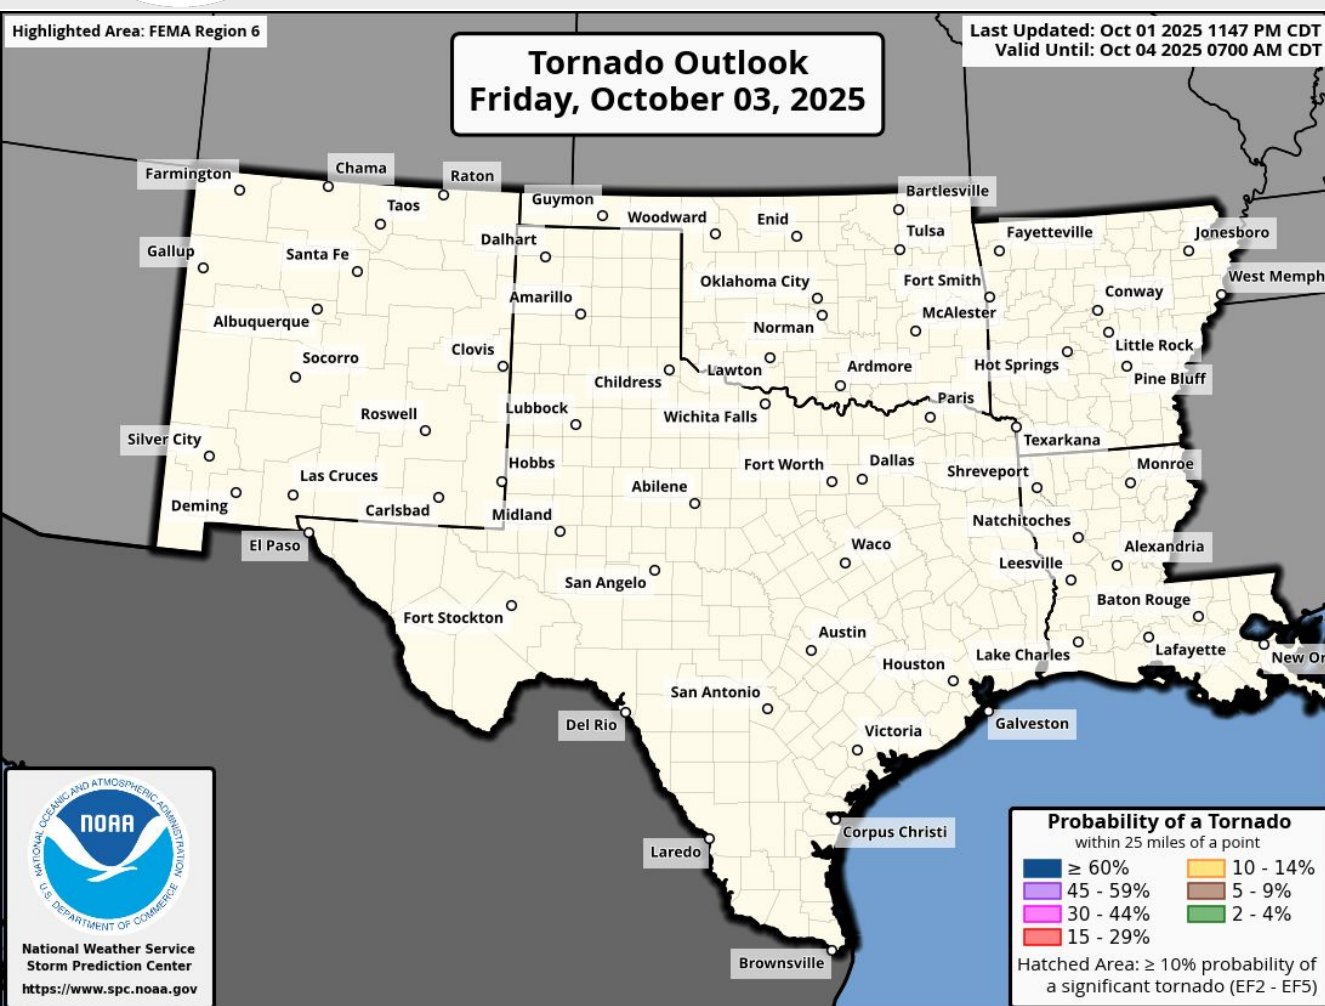 Highlighted Area: FEMA Region 6
Last Updated: Oct 01 2025 1147 PM CDT
Valid Until: Oct 04 2025 0700 AM CDT
Tornado Outlook
Friday, October 03, 2025
Farmington
Chama
Raton
Taos
Guymon
Woodward
Enid
Bartlesville
Tulsa
Fayetteville
Jonesboro
Gallup
Santa Fe
Dalhart
Oklahoma City
Fort Smith
West Memph
Albuquerque
Amarillo
Norman
McAlester
Conway
Little Rock
Socorro
Clovis
Childress
Lawton
Ardmore
Hot Springs
Pine Bluff
Roswell
Lubbock
Wichita Falls
Paris
Texarkana
Silver City
Las Cruces
Hobbs
Abilene
Fort Worth
Dallas
Shreveport
Monroe
Deming
Carlsbad
Midland
Natchitoches
El Paso
San Angelo
Waco
Leesville
Alexandria
Fort Stockton
Austin
Baton Rouge
Houston
Lake Charles
Lafayette
New Or
San Antonio
Del Rio
Victoria
Galveston
Corpus Christi
Laredo
Brownsville
NATIONAL OCEANIC AND ATMOSPHERIC ADMINISTRATION
NOAA
U.S. DEPARTMENT OF COMMERCE
National Weather Service
Storm Prediction Center
https://www.spc.noaa.gov
Probability of a Tornado
within 25 miles of a point
≥ 60%
10 - 14%
45 - 59%
5 - 9%
30 - 44%
2 - 4%
15 - 29%
Hatched Area: ≥ 10% probability of
a significant tornado (EF2 - EF5)